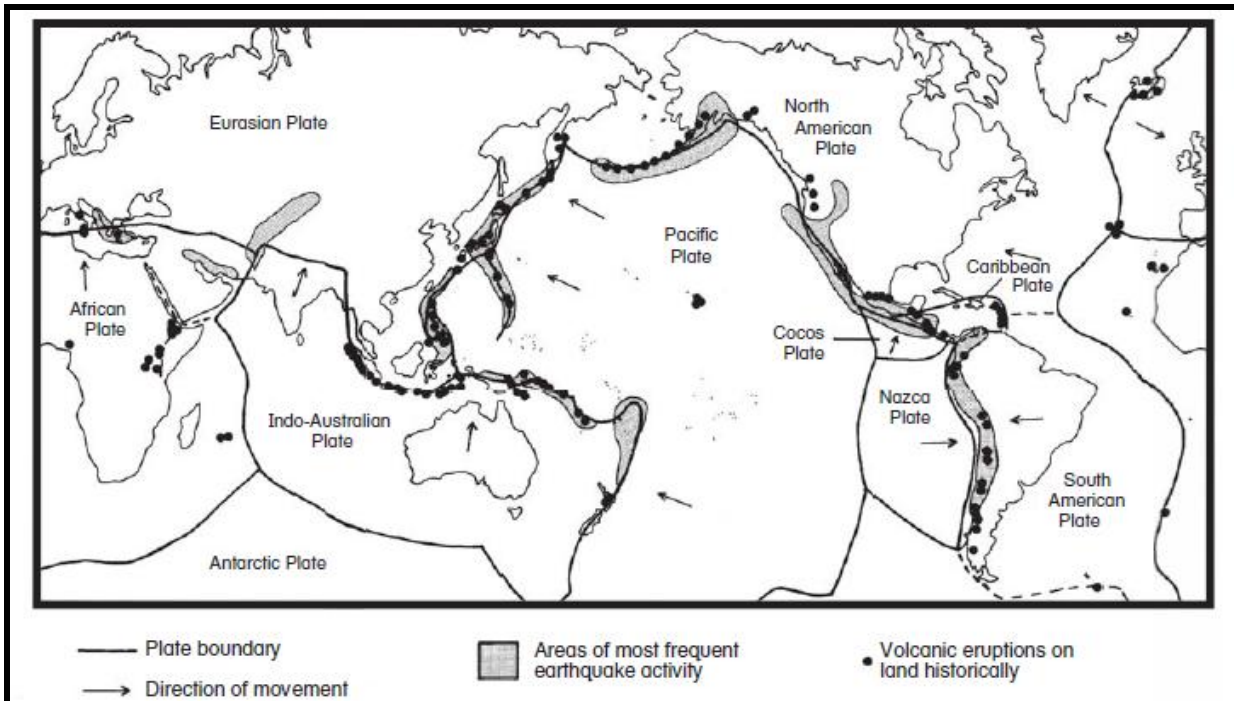 Eurasian Plate
North
American
Plate
Pacific
Plate
Caribbean
Plate
African
Plate
Cocos
Plate
Nazca
Plate
Indo-Australian
Plate
South
American
Plate
Antarctic Plate
Plate boundary
Direction of movement
Areas of most frequent
earthquake activity
Volcanic eruptions on
land historically